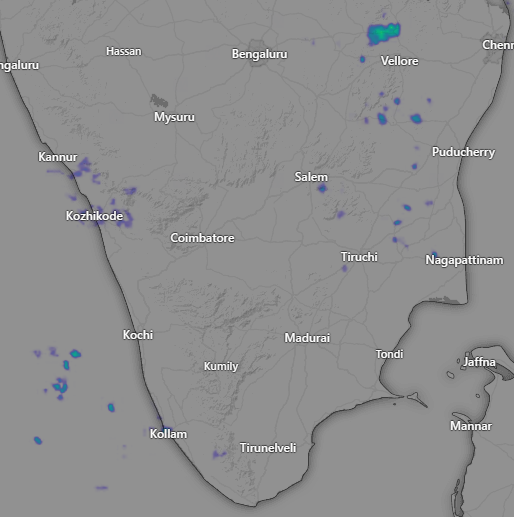 Hassan
Bengaluru
Chenn
ngaluru
Vellore
Mysuru
Kannur
Puducherry
Salem
Kozhikode
Coimbatore
Tiruchi
Nagapattinam
Kochi
Madurai
Tondi
Kumily
Jaffna
Mannar
Kollam
Tirunelveli